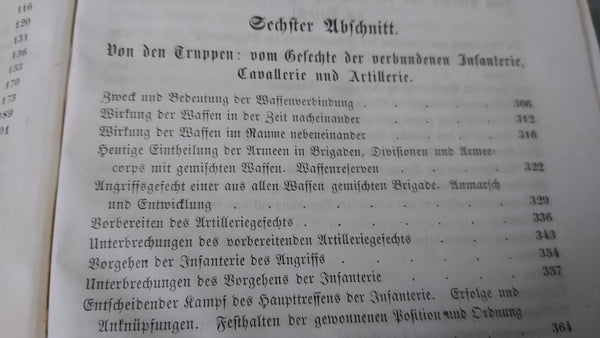 116
120
131
136
153
170
173
189
91
Sechster Abschnitt.
Von den Truppen: vom Gefechte der verbundenen Infanterie,
Cavallerie und Artillerie.
Zweck und Bedeutung der Waffenverbindung . . . . . 306
Wirkung der Waffen in der Zeit nacheinander . . . . 312
Wirkung der Waffen im Raume nebeneinander . . . . 316
Heutige Eintheilung der Armeen in Brigaden, Divisionen und Armee-
corps mit gemischten Waffen. Waffenreserven . . . . 322
Angriffsgefecht einer aus allen Waffen gemischten Brigade. Anmarsch
und Entwicklung . . . . . . . . 329
Vorbereiten des Artilleriegefechts . . . . . . 336
Unterbrechungen des vorbereitenden Artilleriegefechts . . . 343
Vorgehen der Infanterie des Angriffs . . . . . 354
Unterbrechungen des Vorgehens der Infanterie . . . . 357
Entscheidender Kampf des Haupttreffens der Infanterie. Erfolge und
Anknüpfungen. Festhalten der gewonnenen Position und Ordnung
364